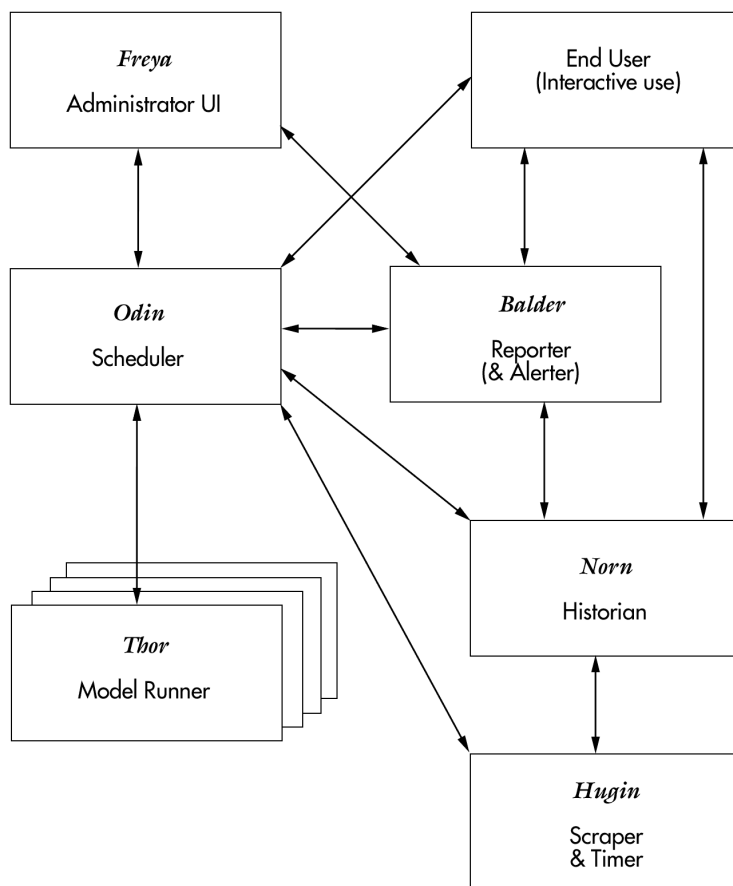 Freya
Administrator UI
End User
(Interactive use)
Odin
Scheduler
Balder
Reporter
(& Alerter)
Norn
Historian
Thor
Model Runner
Hugin
Scraper
& Timer